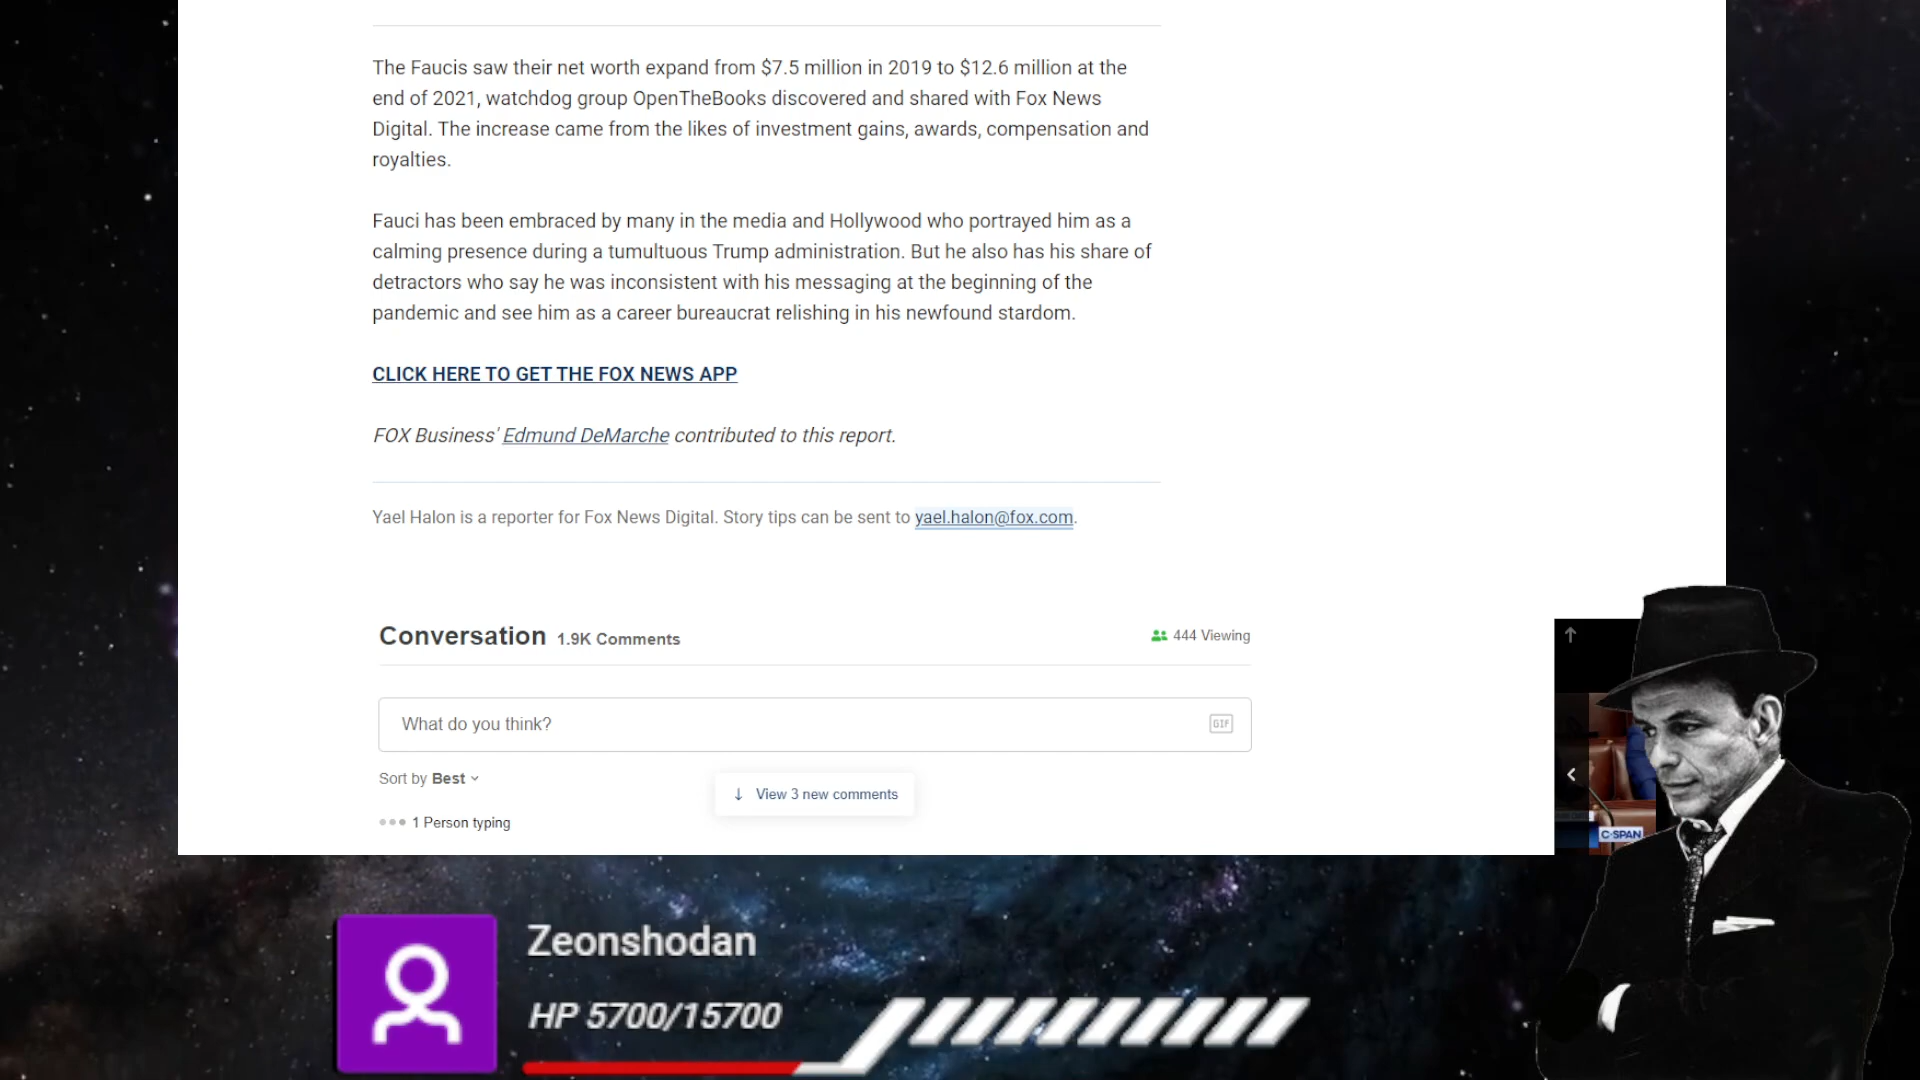 The Faucis saw their net worth expand from $7.5 million in 2019 to $12.6 million at the
end of 2021, watchdog group OpenTheBooks discovered and shared with Fox News
Digital. The increase came from the likes of investment gains, awards, compensation and
royalties.
Fauci has been embraced by many in the media and Hollywood who portrayed him as a
calming presence during a tumultuous Trump administration. But he also has his share of
detractors who say he was inconsistent with his messaging at the beginning of the
pandemic and see him as a career bureaucrat relishing in his newfound stardom.
CLICK HERE TO GET THE FOX NEWS APP
FOX Business' Edmund DeMarche contributed to this report.
Yael Halon is a reporter for Fox News Digital. Story tips can be sent to yael.halon@fox.com.
Conversation 1.9K Comments
444 Viewing
What do you think?
GIF
Sort by Best
View 3 new comments
1 Person typing
C-SPAN
Zeonshodan
HP 5700/15700